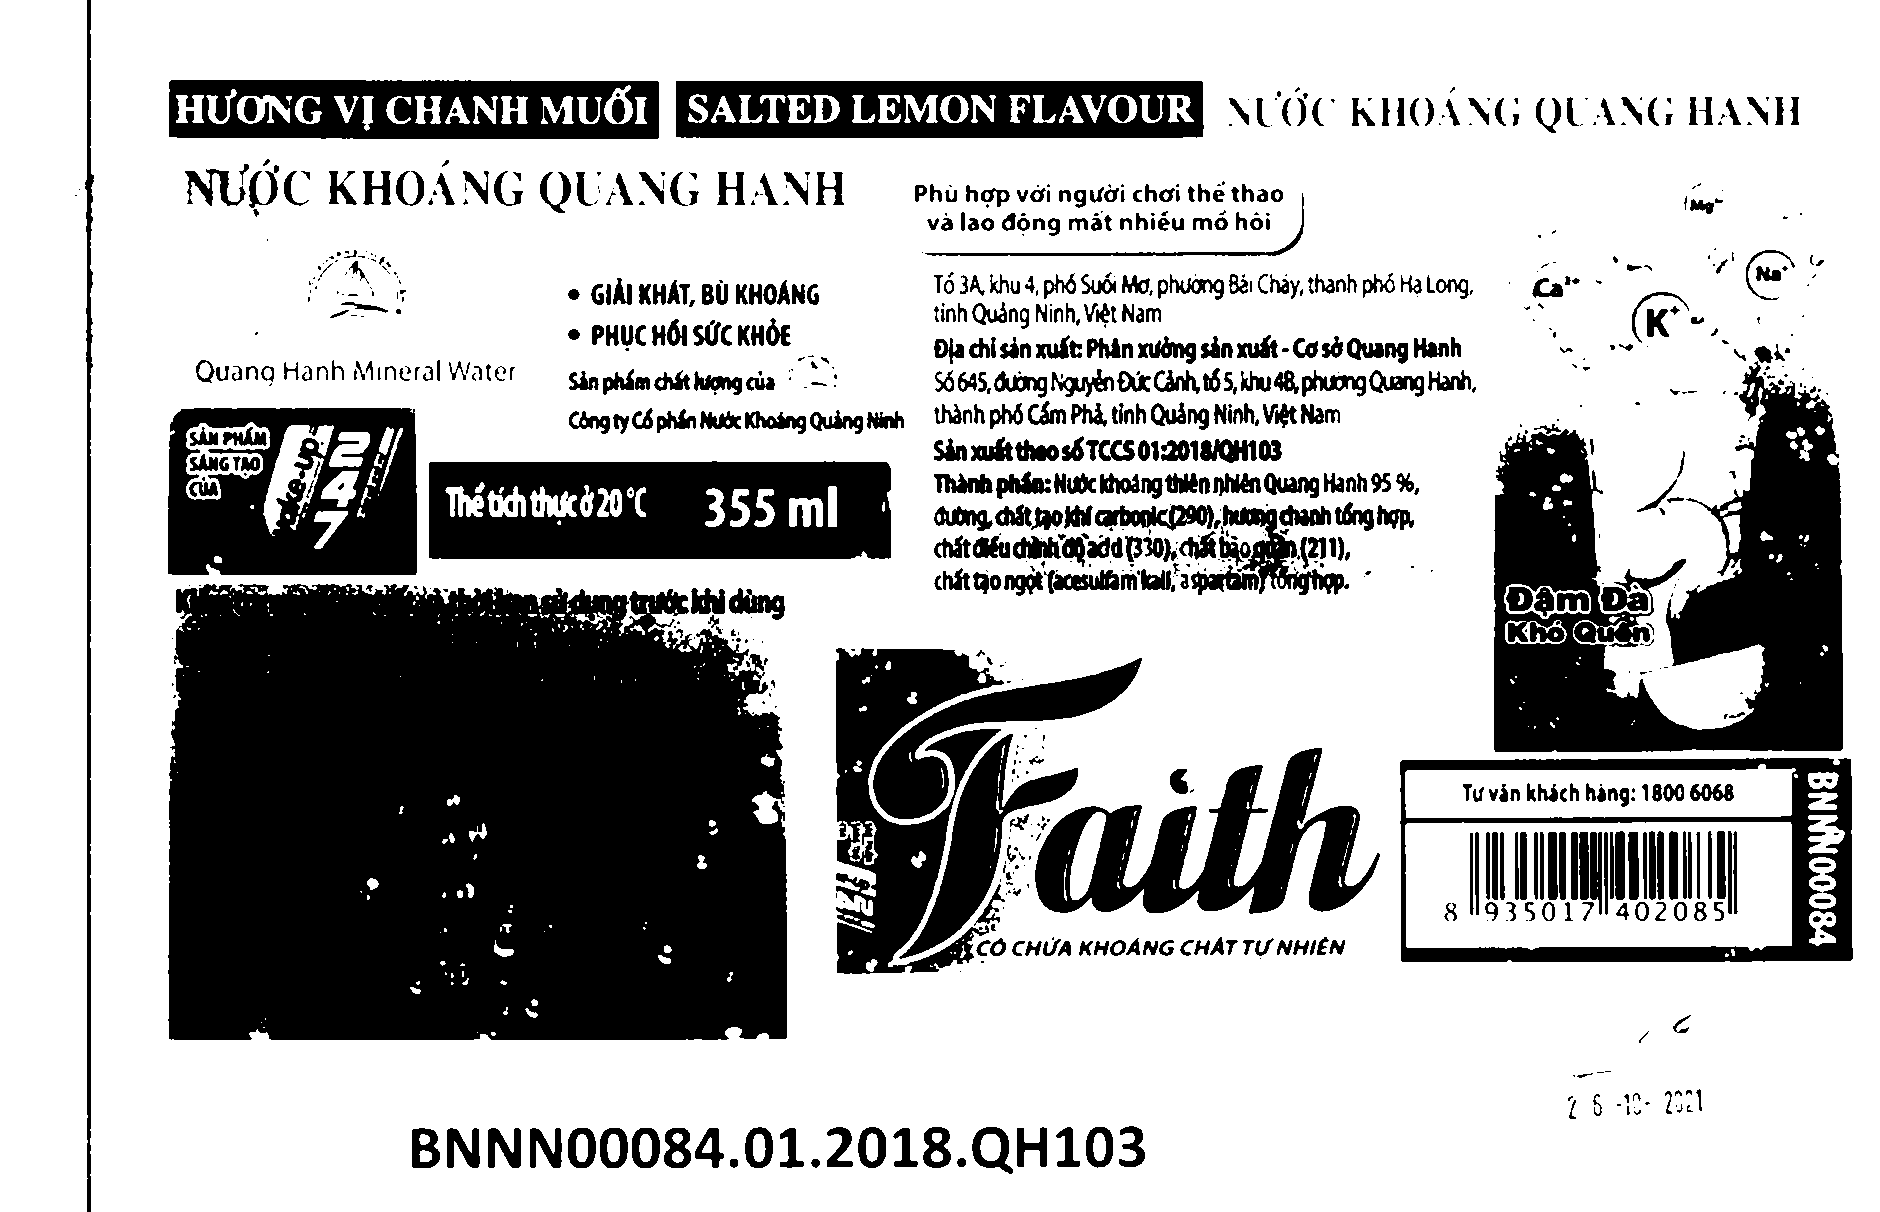 HƯƠNG VỊ CHANH MUỐI
SALTED LEMON FLAVOUR
NƯỚC KHOÁNG QUANG HANH
NƯỚC KHOÁNG QUANG HANH
Quang Hanh Mineral Water
• GIẢI KHÁT, BÙ KHOÁNG
• PHỤC HỒI SỨC KHỎE
Sản phẩm chất lượng của
Công ty Cổ phần Nước Khoáng Quảng Ninh
SẢN PHẨM
SÁNG TẠO
CỦA
247
Thể tích thực ở 20 °C 355 ml
hạn sử dụng trước khi dùng
Phù hợp với người chơi thể thao
và lao động mất nhiều mồ hôi
Tổ 3A, khu 4, phố Suối Mơ, phường Bãi Cháy, thành phố Hạ Long,
tỉnh Quảng Ninh, Việt Nam
Địa chỉ sản xuất: Phân xưởng sản xuất - Cơ sở Quang Hanh
Số 645, đường Nguyễn Đức Cảnh, tổ 5, khu 4B, phường Quang Hanh,
thành phố Cẩm Phả, tỉnh Quảng Ninh, Việt Nam
Sản xuất theo số TCCS 01:2018/QH103
Thành phần: Nước khoáng thiên nhiên Quang Hanh 95 %,
đường, chất tạo khí carbonic (290), hương chanh tổng hợp,
chất điều chỉnh độ acid (330), chất bảo quản (211),
chất tạo ngọt (acesulfam kali, aspartam) tổng hợp.
Mg²⁺
Ca²⁺
Na⁺
K⁺
Đậm Đà
Khó Quên
Faith
CÓ CHỨA KHOÁNG CHẤT TỰ NHIÊN
Tư vấn khách hàng: 1800 6068
8 935017 402085
BNNN00084
26 -10- 2021
BNNN00084.01.2018.QH103